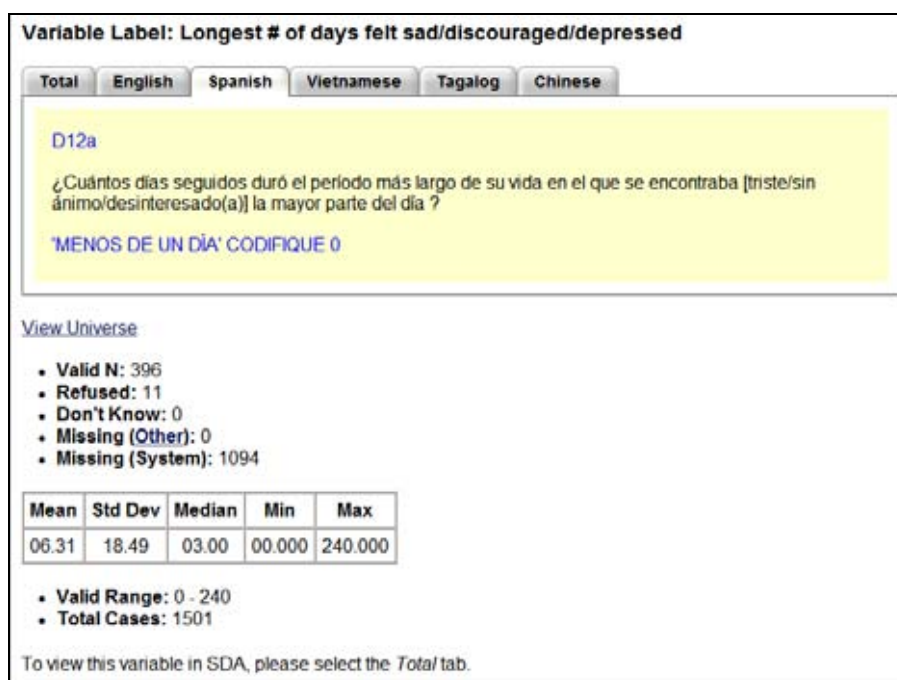 Variable Label: Longest # of days felt sad/discouraged/depressed
Total English Spanish Vietnamese Tagalog Chinese
D12a
¿Cuántos días seguidos duró el período más largo de su vida en el que se encontraba [triste/sin
ánimo/desinteresado(a)] la mayor parte del día ?
'MENOS DE UN DÌA' CODIFIQUE 0
View Universe
• Valid N: 396
• Refused: 11
• Don't Know: 0
• Missing (Other): 0
• Missing (System): 1094
Mean Std Dev Median Min Max
06.31 18.49 03.00 00.000 240.000
• Valid Range: 0 - 240
• Total Cases: 1501
To view this variable in SDA, please select the Total tab.